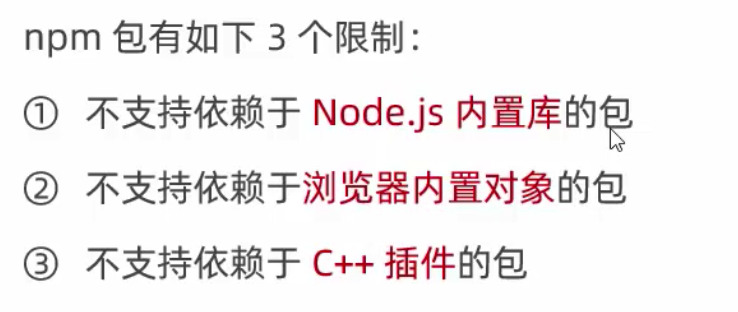 npm 包有如下 3 个限制：
① 不支持依赖于 Node.js 内置库的包
② 不支持依赖于浏览器内置对象的包
③ 不支持依赖于 C++ 插件的包